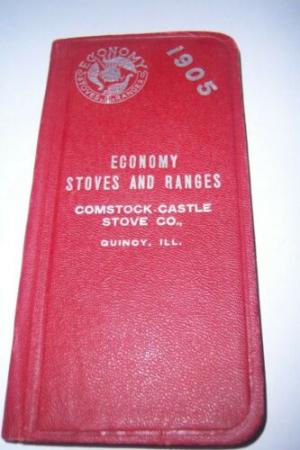 ECONOMY
STOVES & RANGES
1905
ECONOMY
STOVES AND RANGES
COMSTOCK-CASTLE
STOVE CO.,
QUINCY, ILL.